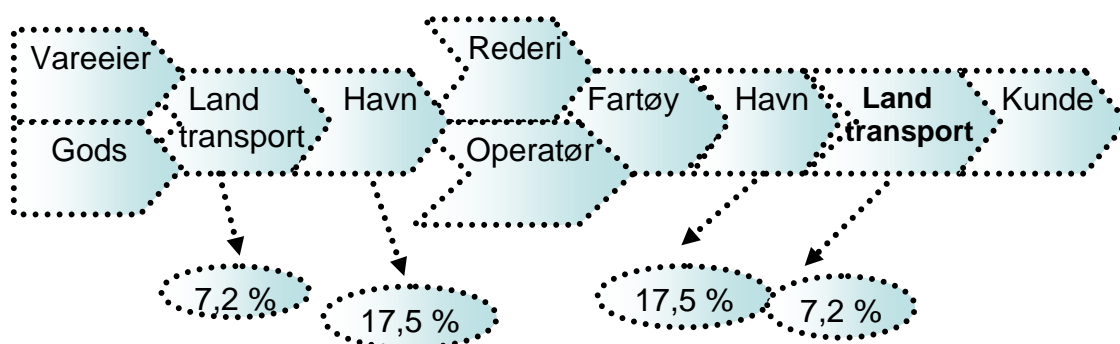 Vareeier
Gods
Land
transport
Havn
Rederi
Operatør
Fartøy
Havn
Land
transport
Kunde
7,2 %
17,5 %
17,5 %
7,2 %